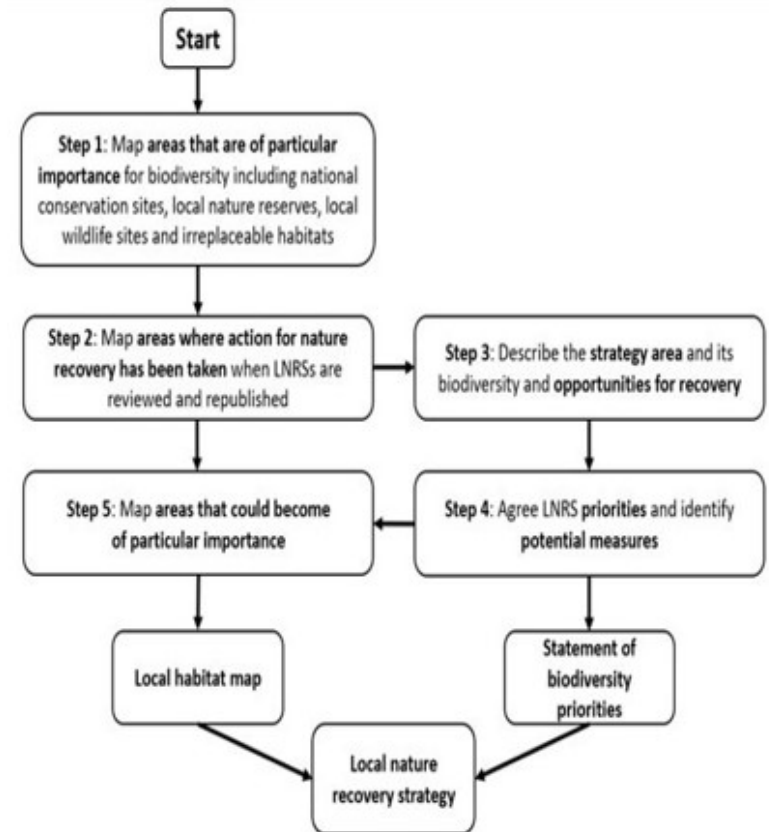 Start
Step 1: Map areas that are of particular
importance for biodiversity including national
conservation sites, local nature reserves, local
wildlife sites and irreplaceable habitats
Step 2: Map areas where action for nature
recovery has been taken when LNRSs are
reviewed and republished
Step 3: Describe the strategy area and its
biodiversity and opportunities for recovery
Step 4: Agree LNRS priorities and identify
potential measures
Step 5: Map areas that could become
of particular importance
Local habitat map
Statement of
biodiversity
priorities
Local nature
recovery strategy